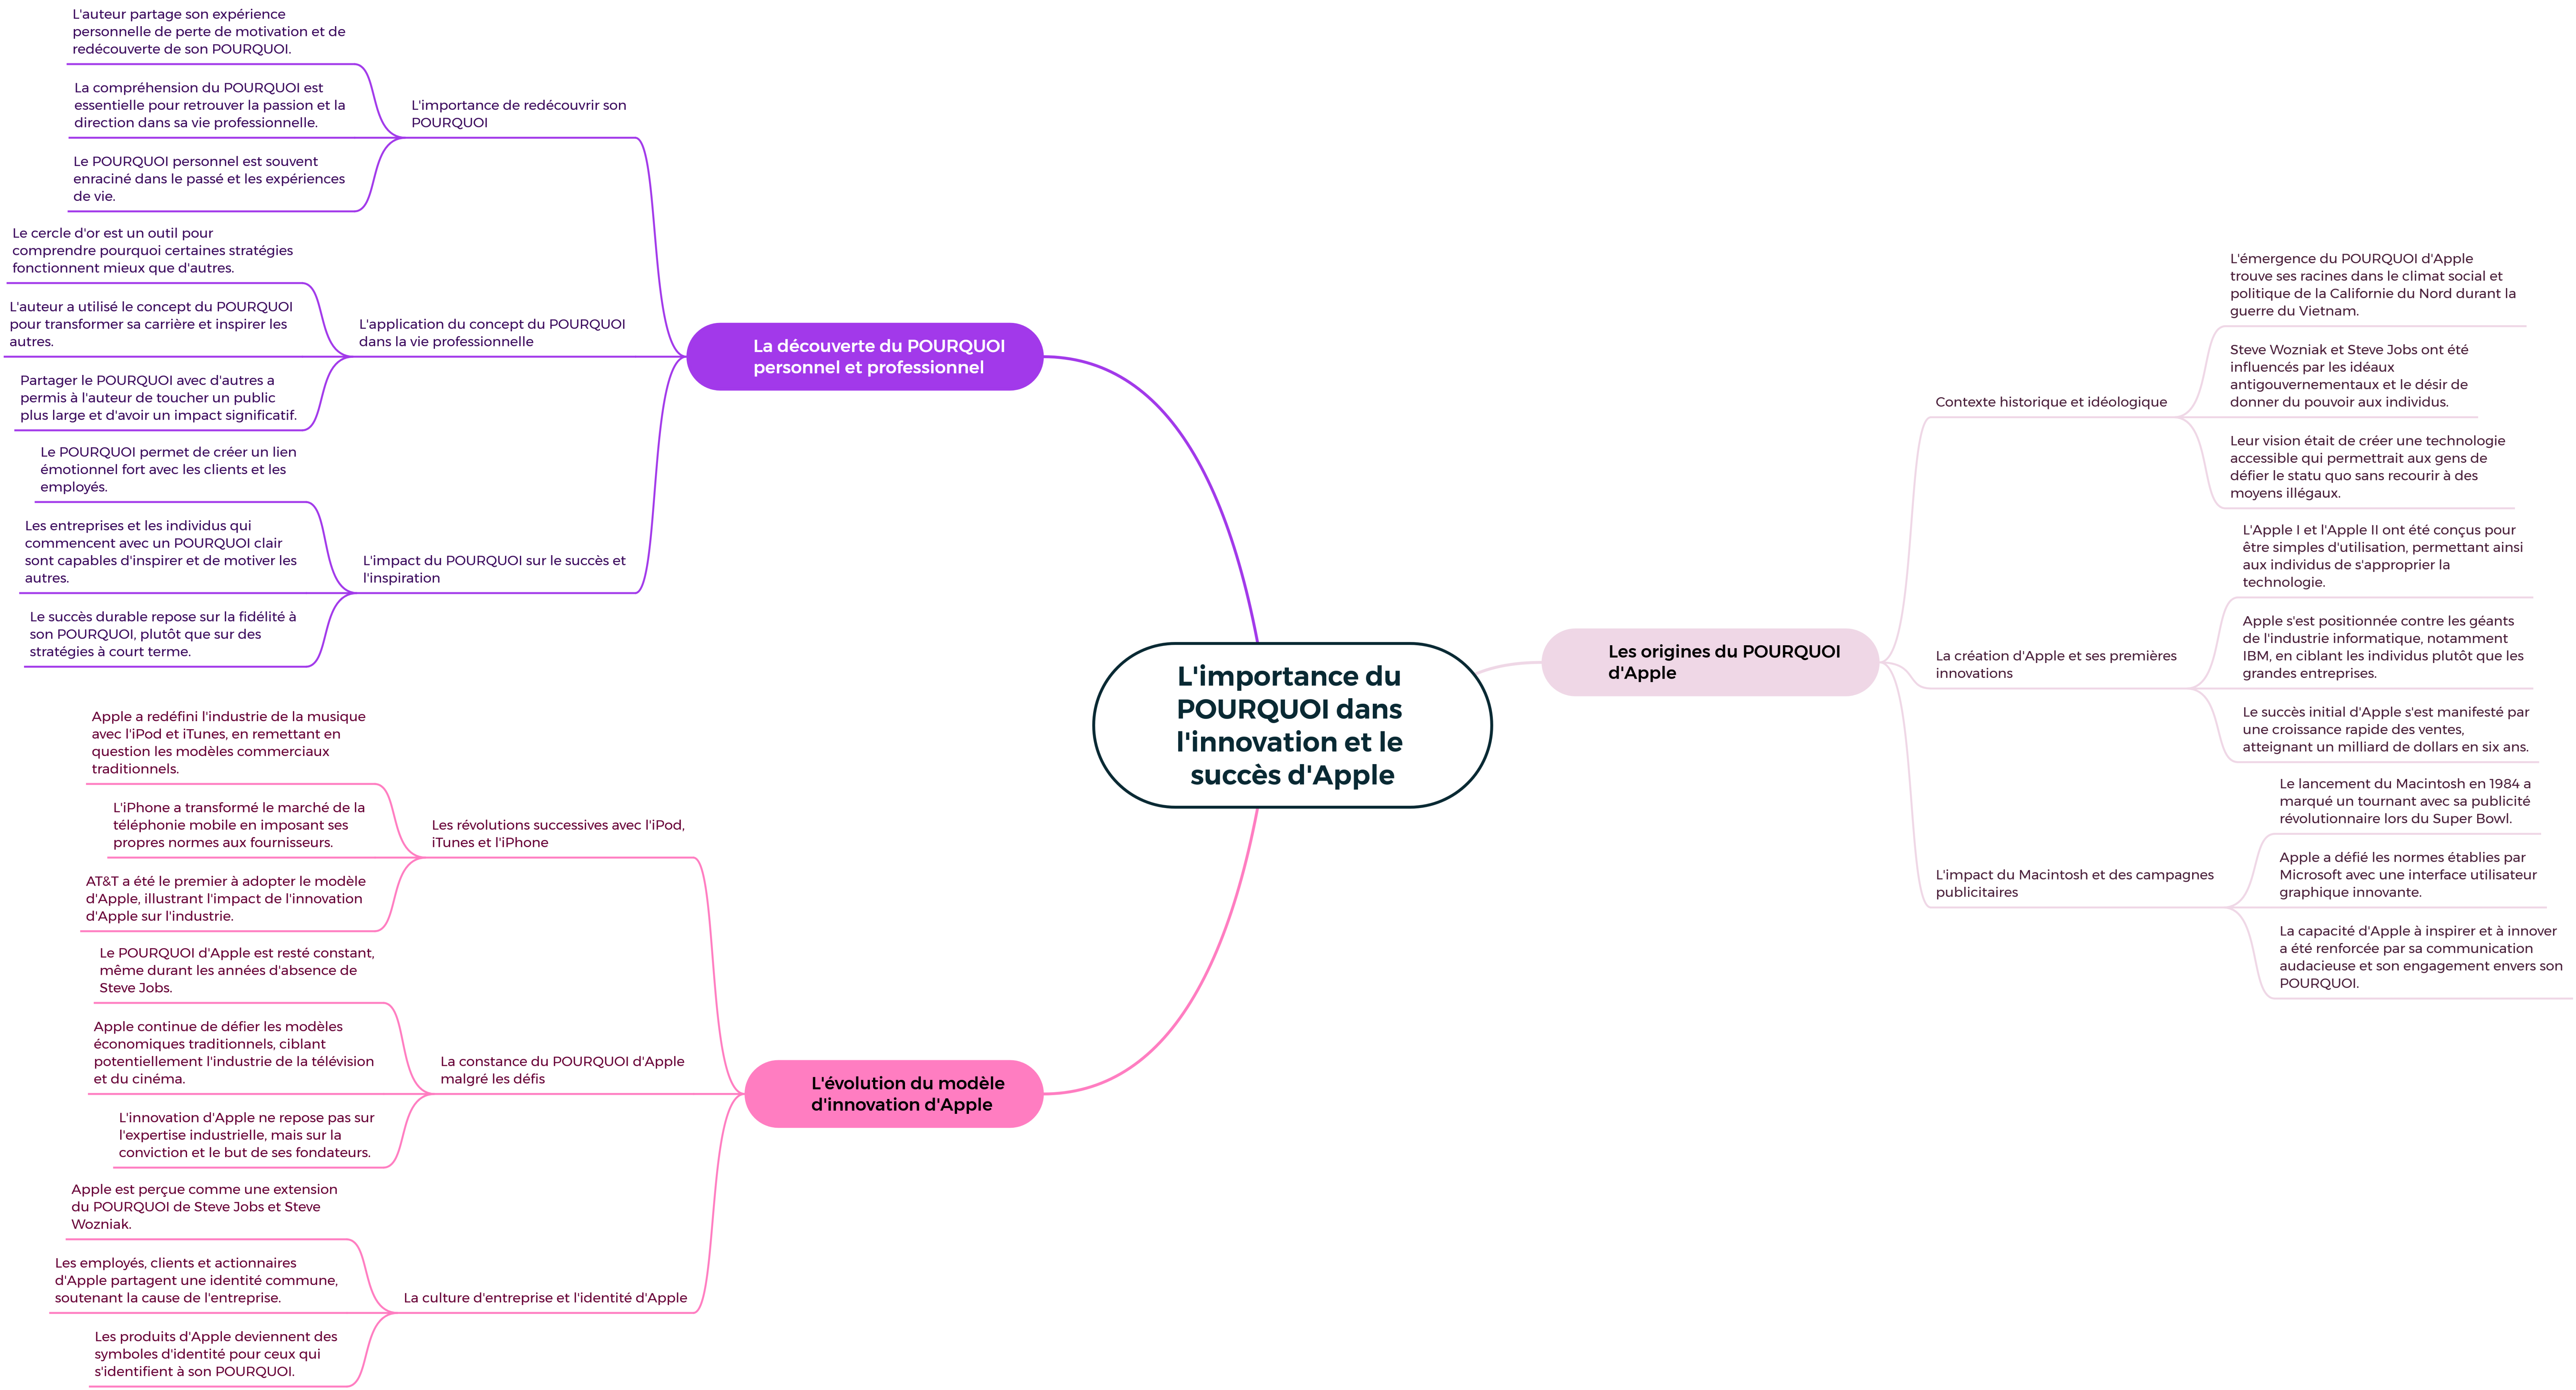 L'importance du
POURQUOI dans
l'innovation et le
succès d'Apple
Les origines du POURQUOI
d'Apple
Contexte historique et idéologique
L'émergence du POURQUOI d'Apple
trouve ses racines dans le climat social et
politique de la Californie du Nord durant la
guerre du Vietnam.
Steve Wozniak et Steve Jobs ont été
influencés par les idéaux
antigouvernementaux et le désir de
donner du pouvoir aux individus.
Leur vision était de créer une technologie
accessible qui permettrait aux gens de
défier le statu quo sans recourir à des
moyens illégaux.
La création d'Apple et ses premières
innovations
L'Apple I et l'Apple II ont été conçus pour
être simples d'utilisation, permettant ainsi
aux individus de s'approprier la
technologie.
Apple s'est positionnée contre les géants
de l'industrie informatique, notamment
IBM, en ciblant les individus plutôt que les
grandes entreprises.
Le succès initial d'Apple s'est manifesté par
une croissance rapide des ventes,
atteignant un milliard de dollars en six ans.
L'impact du Macintosh et des campagnes
publicitaires
Le lancement du Macintosh en 1984 a
marqué un tournant avec sa publicité
révolutionnaire lors du Super Bowl.
Apple a défié les normes établies par
Microsoft avec une interface utilisateur
graphique innovante.
La capacité d'Apple à inspirer et à innover
a été renforcée par sa communication
audacieuse et son engagement envers son
POURQUOI.
La découverte du POURQUOI
personnel et professionnel
L'importance de redécouvrir son
POURQUOI
L'auteur partage son expérience
personnelle de perte de motivation et de
redécouverte de son POURQUOI.
La compréhension du POURQUOI est
essentielle pour retrouver la passion et la
direction dans sa vie professionnelle.
Le POURQUOI personnel est souvent
enraciné dans le passé et les expériences
de vie.
L'application du concept du POURQUOI
dans la vie professionnelle
Le cercle d'or est un outil pour
comprendre pourquoi certaines stratégies
fonctionnent mieux que d'autres.
L'auteur a utilisé le concept du POURQUOI
pour transformer sa carrière et inspirer les
autres.
Partager le POURQUOI avec d'autres a
permis à l'auteur de toucher un public
plus large et d'avoir un impact significatif.
L'impact du POURQUOI sur le succès et
l'inspiration
Le POURQUOI permet de créer un lien
émotionnel fort avec les clients et les
employés.
Les entreprises et les individus qui
commencent avec un POURQUOI clair
sont capables d'inspirer et de motiver les
autres.
Le succès durable repose sur la fidélité à
son POURQUOI, plutôt que sur des
stratégies à court terme.
L'évolution du modèle
d'innovation d'Apple
Les révolutions successives avec l'iPod,
iTunes et l'iPhone
Apple a redéfini l'industrie de la musique
avec l'iPod et iTunes, en remettant en
question les modèles commerciaux
traditionnels.
L'iPhone a transformé le marché de la
téléphonie mobile en imposant ses
propres normes aux fournisseurs.
AT&T a été le premier à adopter le modèle
d'Apple, illustrant l'impact de l'innovation
d'Apple sur l'industrie.
La constance du POURQUOI d'Apple
malgré les défis
Le POURQUOI d'Apple est resté constant,
même durant les années d'absence de
Steve Jobs.
Apple continue de défier les modèles
économiques traditionnels, ciblant
potentiellement l'industrie de la télévision
et du cinéma.
L'innovation d'Apple ne repose pas sur
l'expertise industrielle, mais sur la
conviction et le but de ses fondateurs.
La culture d'entreprise et l'identité d'Apple
Apple est perçue comme une extension
du POURQUOI de Steve Jobs et Steve
Wozniak.
Les employés, clients et actionnaires
d'Apple partagent une identité commune,
soutenant la cause de l'entreprise.
Les produits d'Apple deviennent des
symboles d'identité pour ceux qui
s'identifient à son POURQUOI.